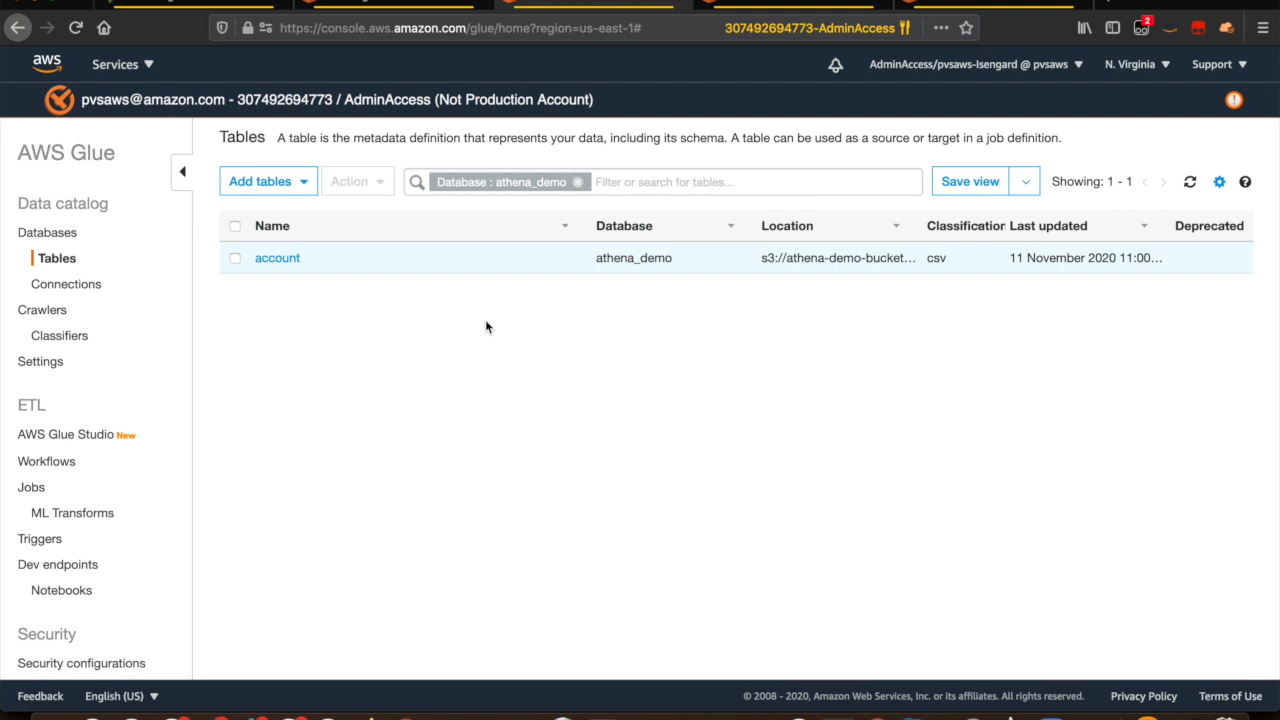 https://console.aws.amazon.com/glue/home?region=us-east-1#
307492694773-AdminAccess
2
aws
Services
AdminAccess/pvsaws-Isengard @ pvsaws
N. Virginia
Support
pvsaws@amazon.com - 307492694773 / AdminAccess (Not Production Account)
AWS Glue
Data catalog
Databases
Tables
Connections
Crawlers
Classifiers
Settings
ETL
AWS Glue Studio New
Workflows
Jobs
ML Transforms
Triggers
Dev endpoints
Notebooks
Security
Security configurations
Tables A table is the metadata definition that represents your data, including its schema. A table can be used as a source or target in a job definition.
Add tables
Action
Database : athena_demo
Filter or search for tables...
Save view
Showing: 1 - 1
Name Database Location Classification Last updated Deprecated
account athena_demo s3://athena-demo-bucket... csv 11 November 2020 11:00...
Feedback
English (US)
© 2008 - 2020, Amazon Web Services, Inc. or its affiliates. All rights reserved.
Privacy Policy
Terms of Use